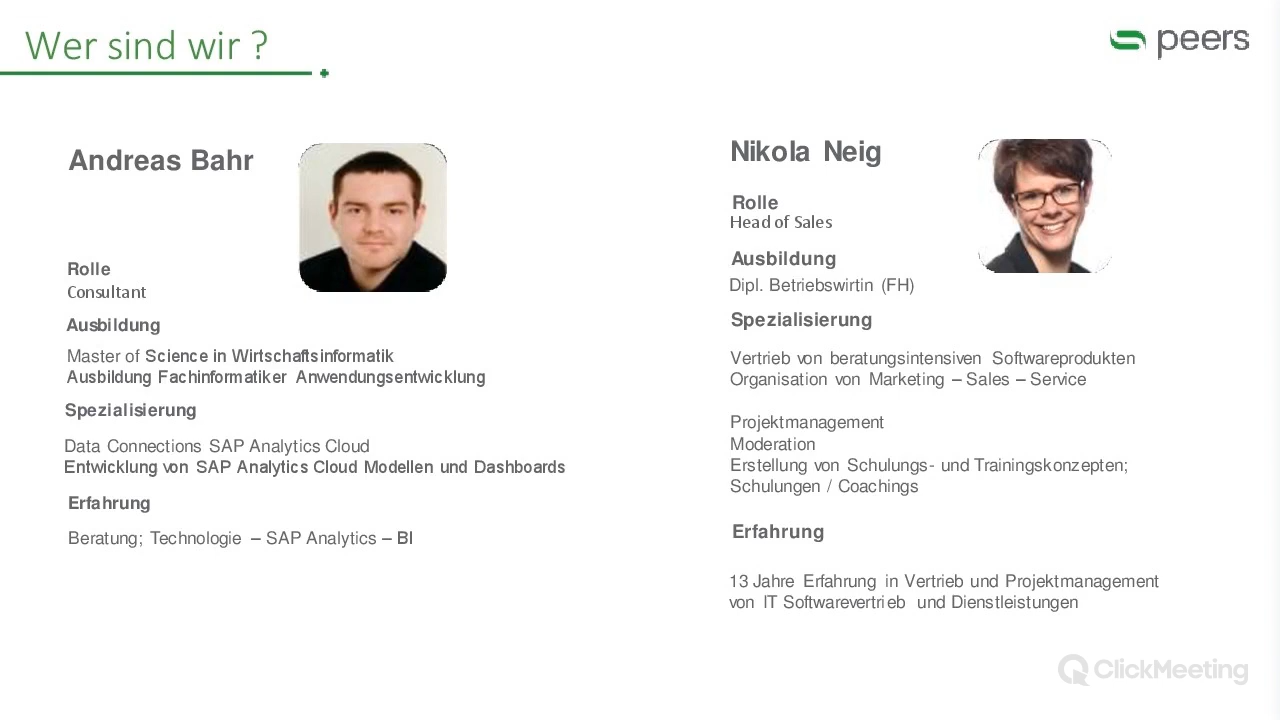 Wer sind wir ?
peers
Andreas Bahr
Rolle
Consultant
Ausbildung
Master of Science in Wirtschaftsinformatik
Ausbildung Fachinformatiker Anwendungsentwicklung
Spezialisierung
Data Connections SAP Analytics Cloud
Entwicklung von SAP Analytics Cloud Modellen und Dashboards
Erfahrung
Beratung; Technologie – SAP Analytics – BI
Nikola Neig
Rolle
Head of Sales
Ausbildung
Dipl. Betriebswirtin (FH)
Spezialisierung
Vertrieb von beratungsintensiven Softwareprodukten
Organisation von Marketing – Sales – Service
Projektmanagement
Moderation
Erstellung von Schulungs- und Trainingskonzepten;
Schulungen / Coachings
Erfahrung
13 Jahre Erfahrung in Vertrieb und Projektmanagement
von IT Softwarevertrieb und Dienstleistungen
ClickMeeting